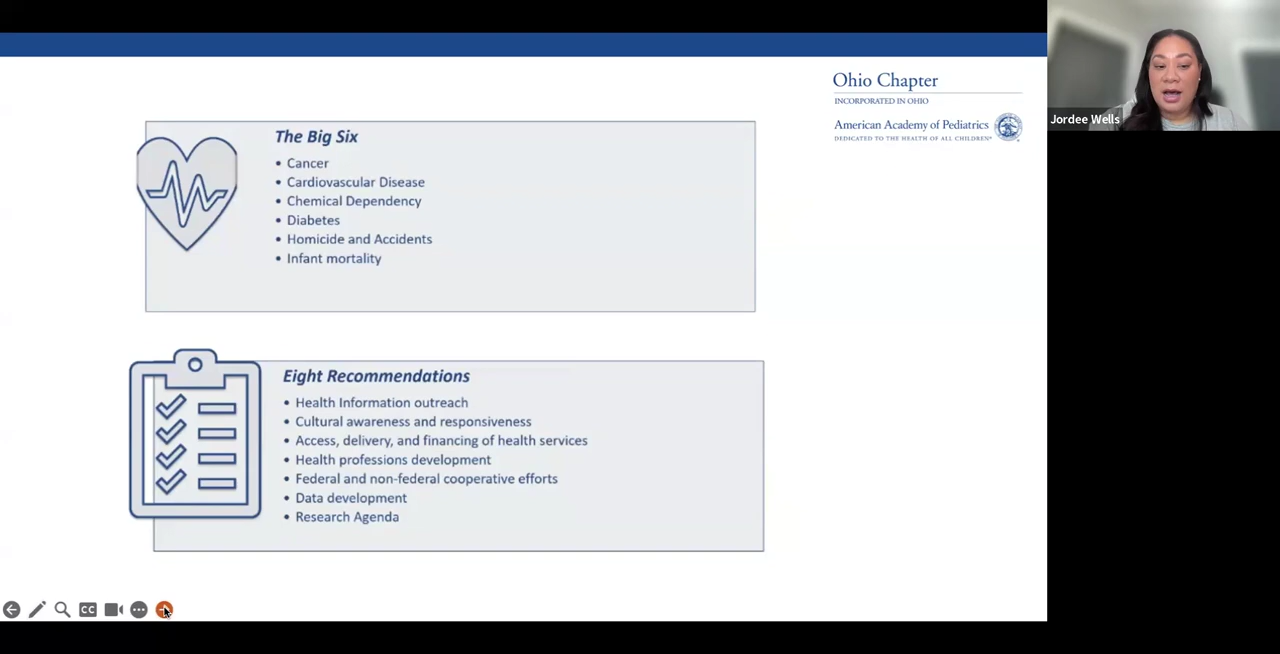 Ohio Chapter
INCORPORATED IN OHIO
American Academy of Pediatrics
DEDICATED TO THE HEALTH OF ALL CHILDREN®
Jordee Wells
The Big Six
• Cancer
• Cardiovascular Disease
• Chemical Dependency
• Diabetes
• Homicide and Accidents
• Infant mortality
Eight Recommendations
• Health Information outreach
• Cultural awareness and responsiveness
• Access, delivery, and financing of health services
• Health professions development
• Federal and non-federal cooperative efforts
• Data development
• Research Agenda
CC